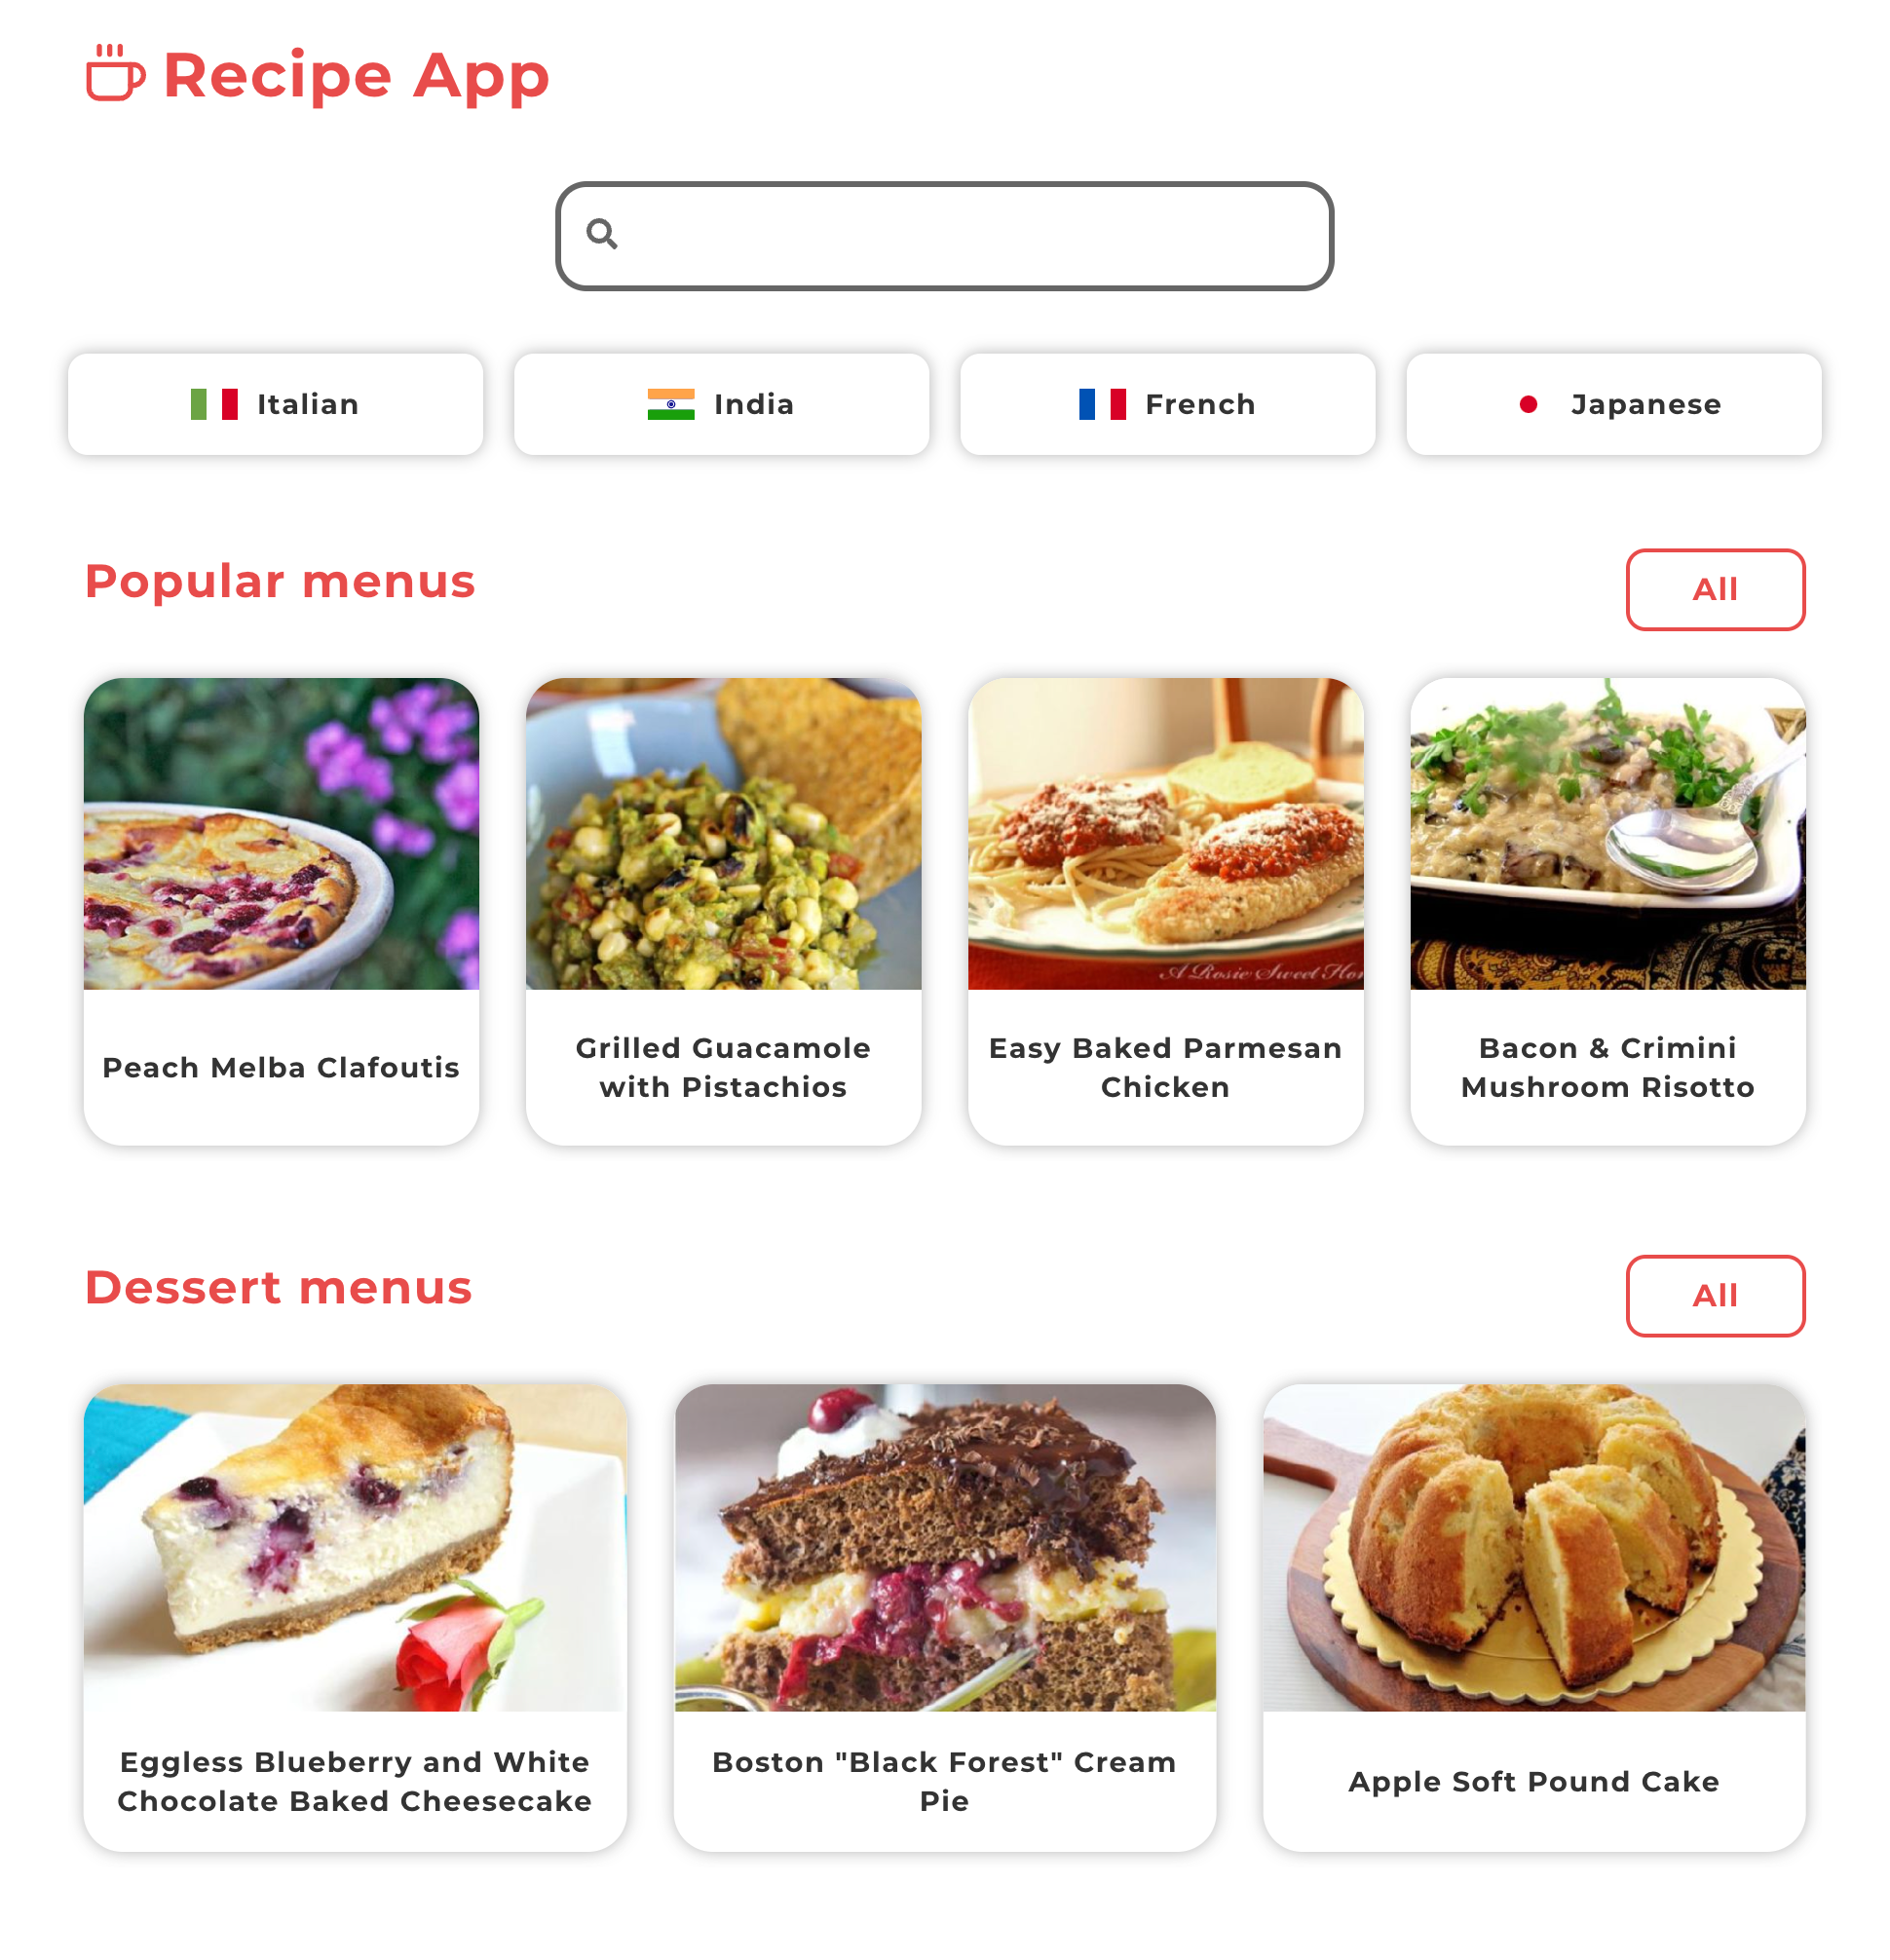 Recipe App
Italian
India
French
Japanese
Popular menus
All
A Rosie Sweet Hom
Peach Melba Clafoutis
Grilled Guacamole
with Pistachios
Easy Baked Parmesan
Chicken
Bacon & Crimini
Mushroom Risotto
Dessert menus
All
Eggless Blueberry and White
Chocolate Baked Cheesecake
Boston "Black Forest" Cream
Pie
Apple Soft Pound Cake